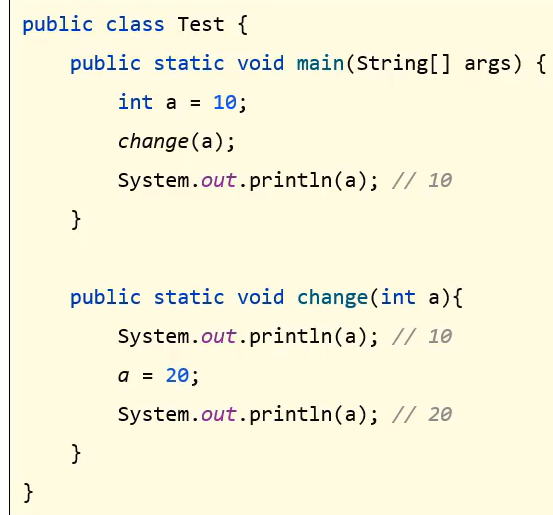 public class Test {
    public static void main(String[] args) {
        int a = 10;
        change(a);
        System.out.println(a); // 10
    }

    public static void change(int a){
        System.out.println(a); // 10
        a = 20;
        System.out.println(a); // 20
    }
}